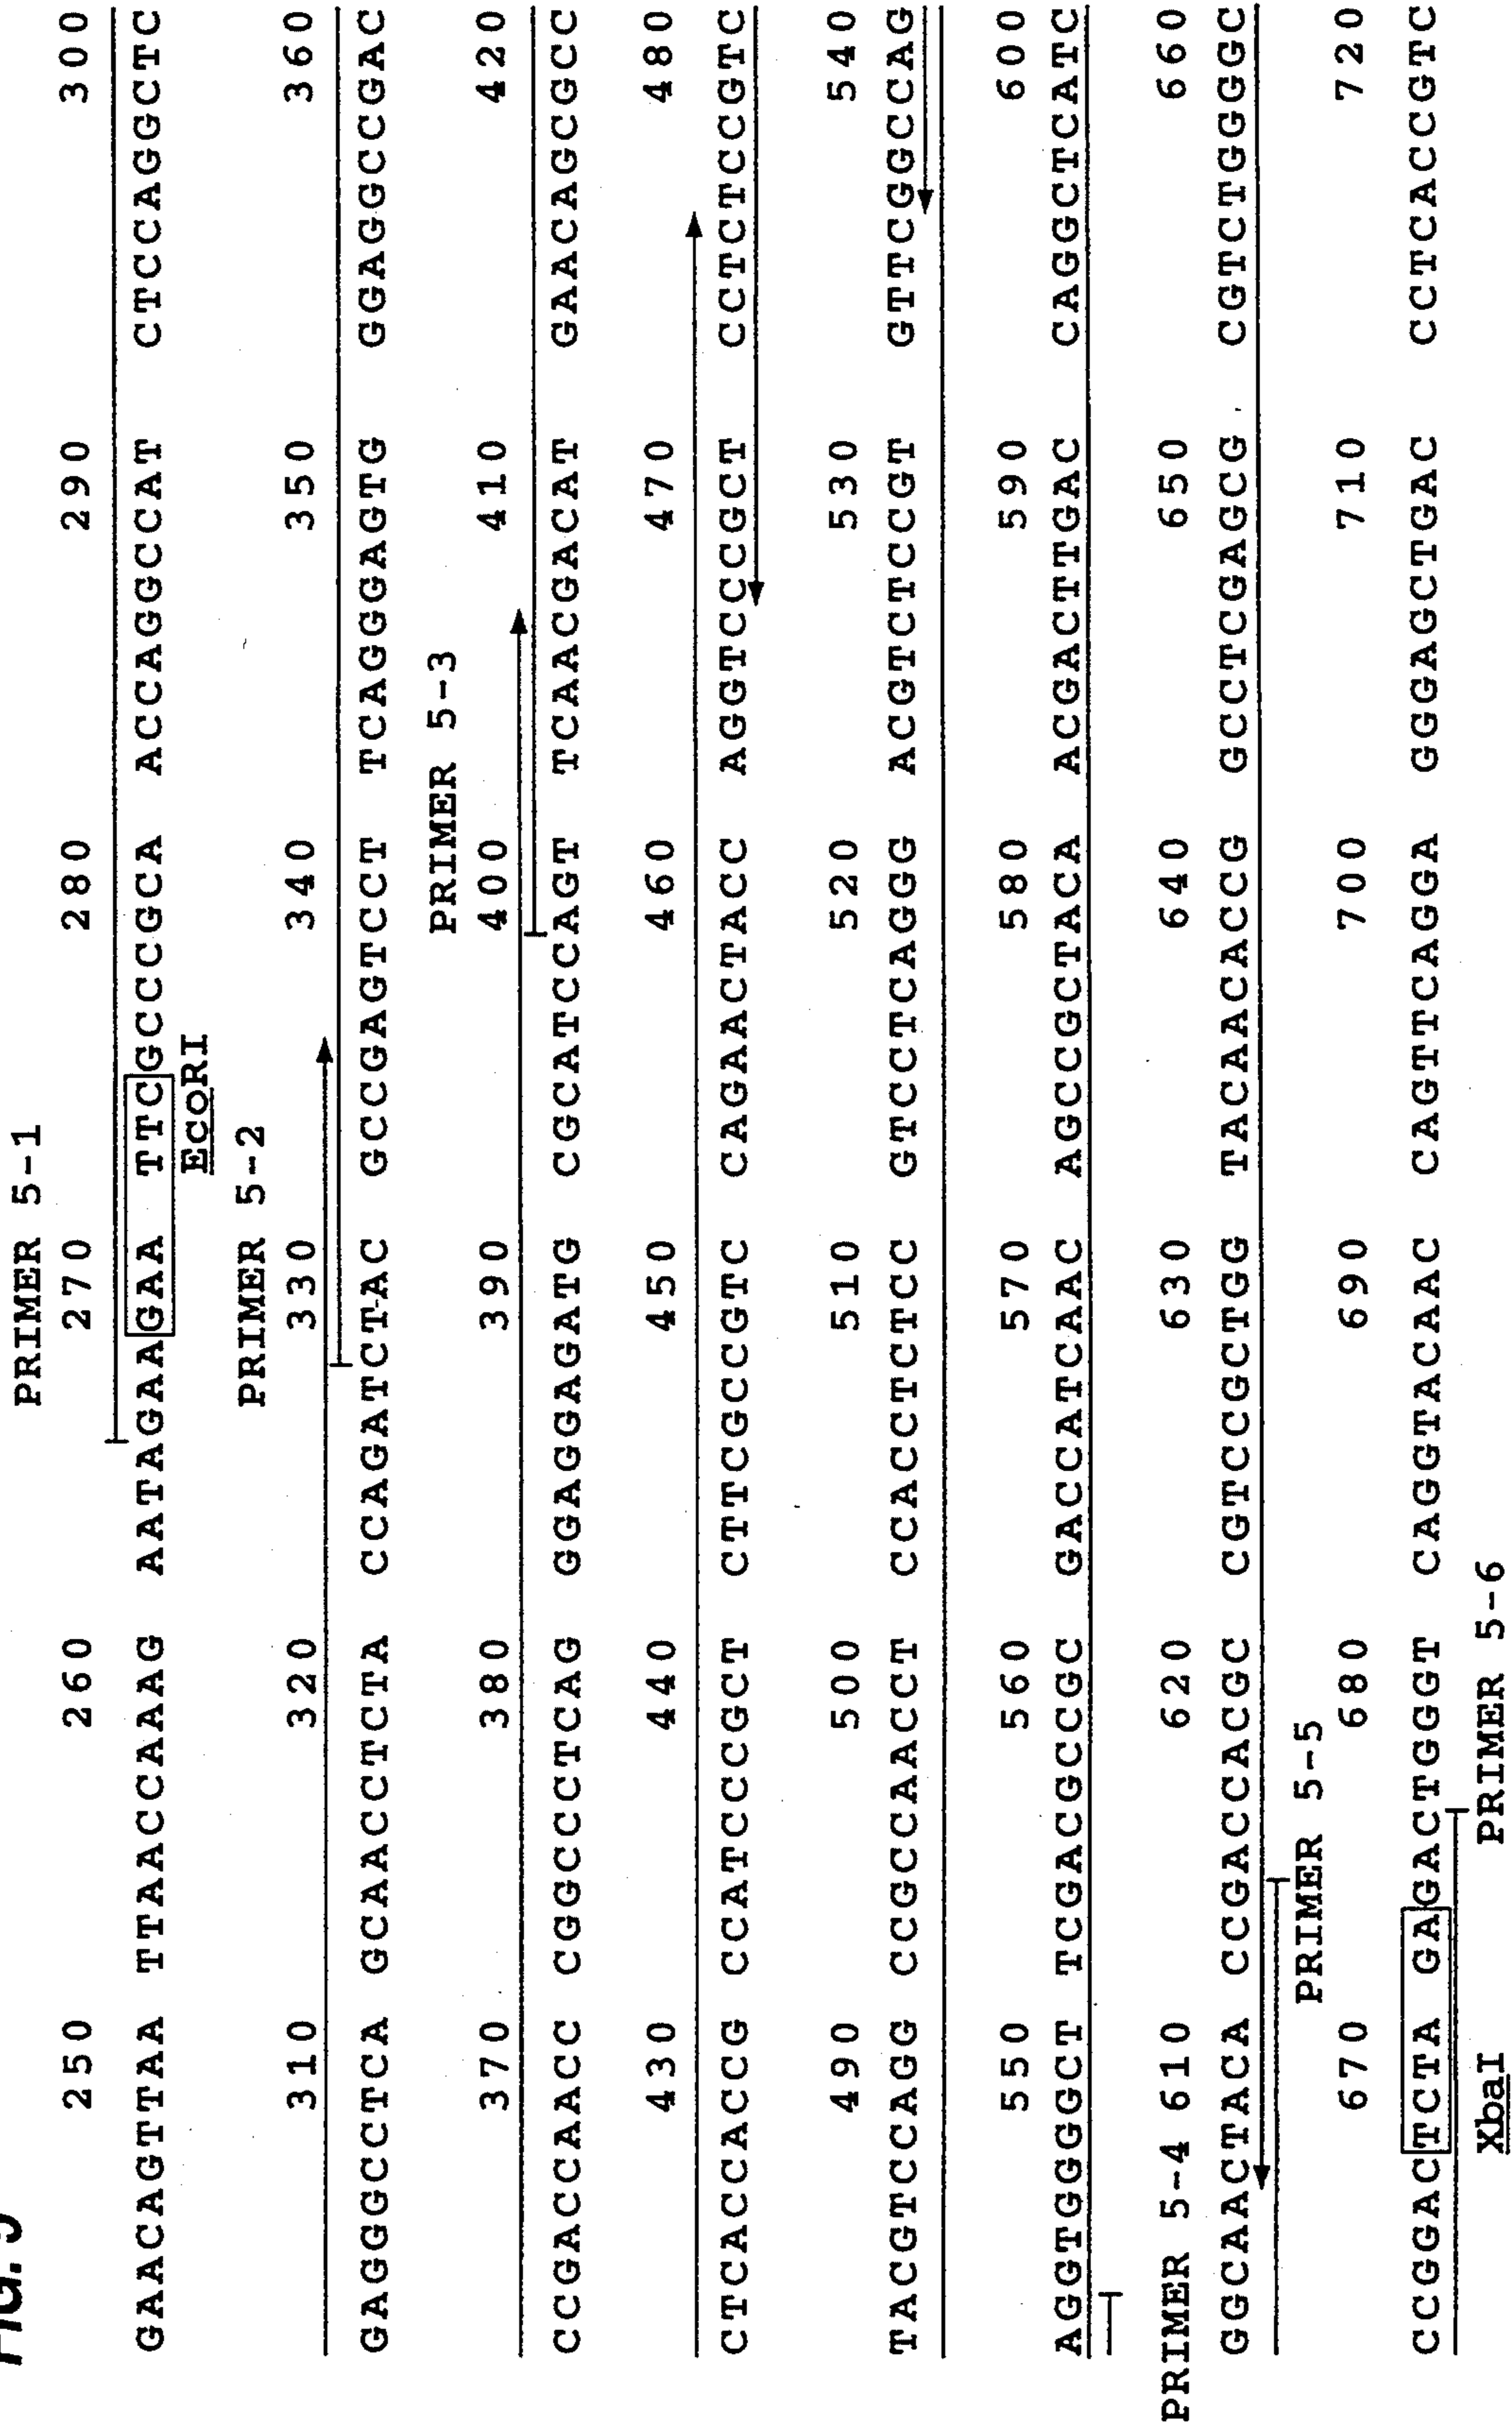 FIG. 5
PRIMER 5-1
250 260 270 280 290 300
GAACAGTTAA TTAACCAAAG AATAGAAGAA TTCGCCCGCA ACCAGGCCAT CTCCAGGCTC
EcoRI
PRIMER 5-2
310 320 330 340 350 360
GAGGGCCTCA GCAACCTCTA CCAGATCTAC GCCGAGTCCT TCAGGGAGTG GGAGGCCGAC
PRIMER 5-3
370 380 390 400 410 420
CCGACCAACC CGGCCCTCAG GGAGGAGATG CGCATCCAGT TCAACGACAT GAACAGCGCC
430 440 450 460 470 480
CTCACCACCG CCATCCCGCT CTTCGCCGTC CAGAACTACC AGGTCCCGCT CCTCTCCGTC
490 500 510 520 530 540
TACGTCCAGG CCGCCAACCT CCACCTCTCC GTCCTCAGGG ACGTCTCCGT GTTCGGCCAG
550 560 570 580 590 600
AGGTGGGGCT TCGACGCCGC GACCATCAAC AGCCGCTACA ACGACTTGAC CAGGCTCATC
PRIMER 5-4 610 620 630 640 650 660
GGCAACTACA CCGACCACGC CGTCCGCTGG TACAACACCG GCCTCGAGCG CGTCTGGGGC
PRIMER 5-5
670 680 690 700 710 720
CCGGACTCTA GAGACTGGGT CAGGTACAAC CAGTTCAGGA GGGAGCTGAC CCTCACCGTC
XbaI PRIMER 5-6